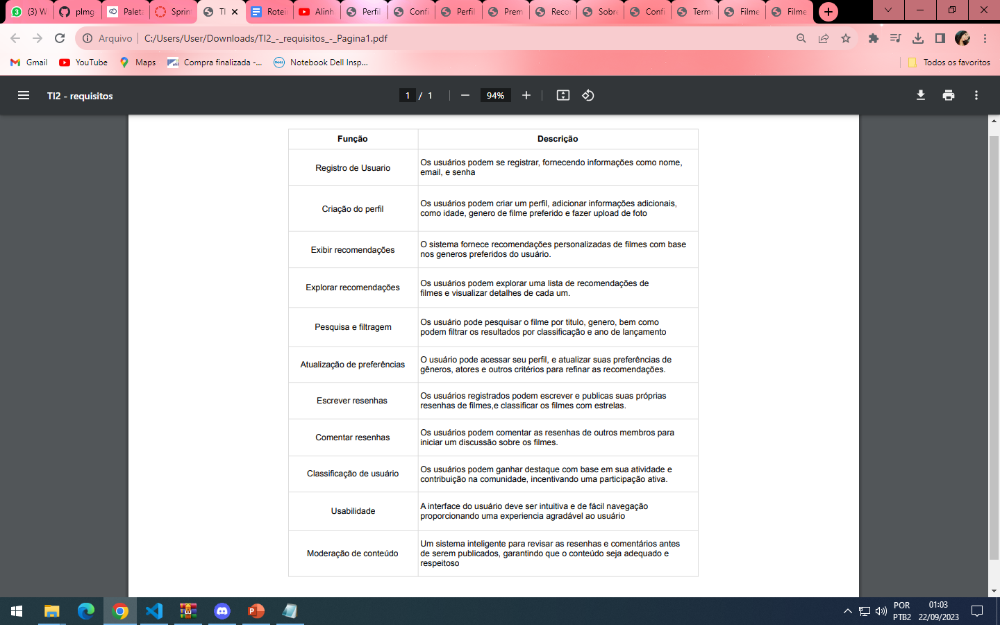 (3) W
plmg
Paleta
Sprin
TI
Roteir
Alinh
Perfil
Confi
Perfil
Prem
Reco
Sobre
Confi
Term
Filme
Filme
Arquivo
C:/Users/User/Downloads/TI2_-_requisitos_-_Pagina1.pdf
Gmail
YouTube
Maps
Compra finalizada -...
Notebook Dell Insp...
Todos os favoritos
TI2 - requisitos
1 / 1
94%
Função
Descrição
Registro de Usuario
Os usuários podem se registrar, fornecendo informações como nome,
email, e senha
Criação do perfil
Os usuários podem criar um perfil, adicionar informações adicionais,
como idade, genero de filme preferido e fazer upload de foto
Exibir recomendações
O sistema fornece recomendações personalizadas de filmes com base
nos generos preferidos do usuário.
Explorar recomendações
Os usuários podem explorar uma lista de recomendações de
filmes e visualizar detalhes de cada um.
Pesquisa e filtragem
Os usuário pode pesquisar o filme por titulo, genero, bem como
podem filtrar os resultados por classificação e ano de lançamento
Atualização de preferências
O usuário pode acessar seu perfil, e atualizar suas preferências de
gêneros, atores e outros critérios para refinar as recomendações.
Escrever resenhas
Os usuários registrados podem escrever e publicas suas próprias
resenhas de filmes,e classificar os filmes com estrelas.
Comentar resenhas
Os usuários podem comentar as resenhas de outros membros para
iniciar um discussão sobre os filmes.
Classificação de usuário
Os usuários podem ganhar destaque com base em sua atividade e
contribuição na comunidade, incentivando uma participação ativa.
Usabilidade
A interface do usuário deve ser intuitiva e de fácil navegação
proporcionando uma experiencia agradável ao usuário
Moderação de conteúdo
Um sistema inteligente para revisar as resenhas e comentários antes
de serem publicados, garantindo que o conteúdo seja adequado e
respeitoso
POR
PTB2
01:03
22/09/2023